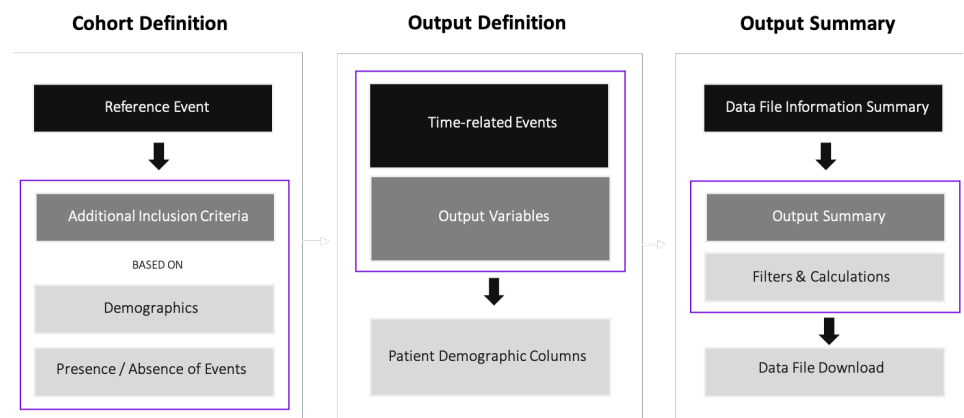 Cohort Definition
Reference Event
Additional Inclusion Criteria
BASED ON
Demographics
Presence / Absence of Events
Output Definition
Time-related Events
Output Variables
Patient Demographic Columns
Output Summary
Data File Information Summary
Output Summary
Filters & Calculations
Data File Download